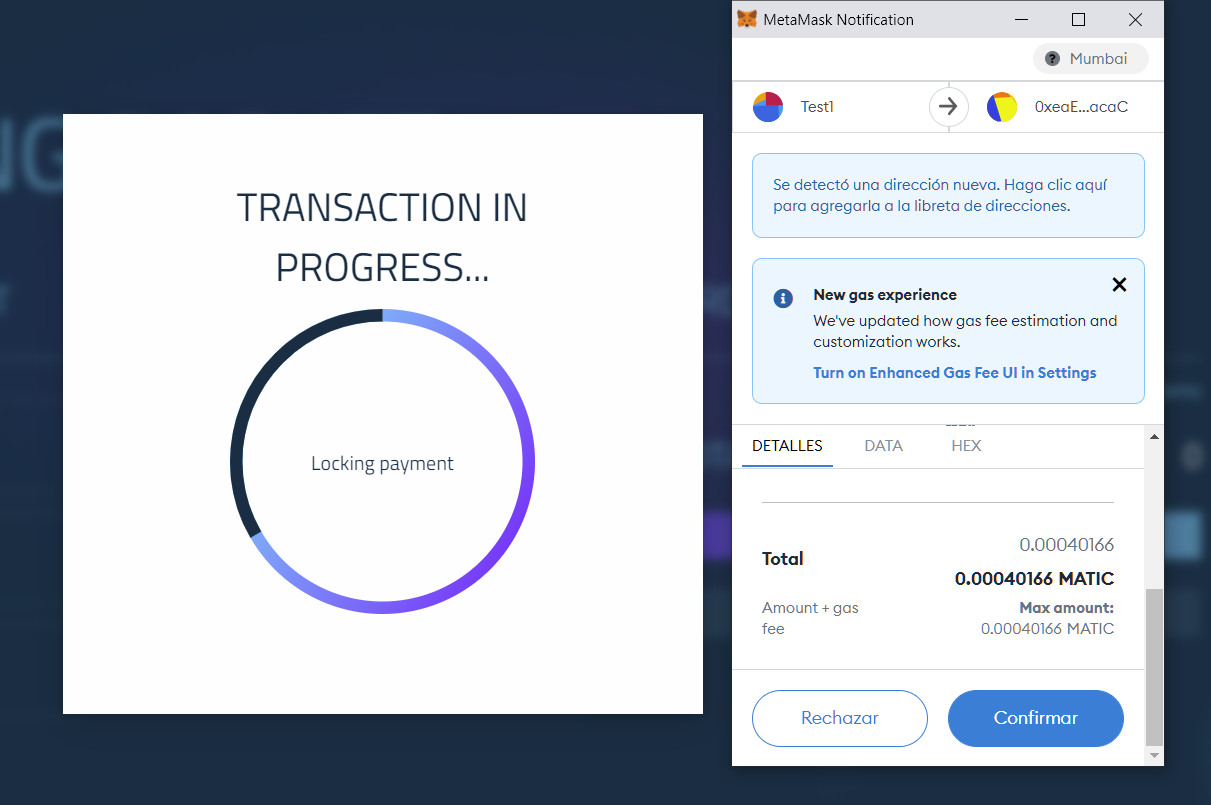 TRANSACTION IN
PROGRESS...
Locking payment
MetaMask Notification
Mumbai
Test1
0xeaE...acaC
Se detectó una dirección nueva. Haga clic aquí
para agregarla a la libreta de direcciones.
New gas experience
We've updated how gas fee estimation and
customization works.
Turn on Enhanced Gas Fee UI in Settings
DETALLES
DATA
HEX
0.00040166
Total
0.00040166 MATIC
Amount + gas
fee
Max amount:
0.00040166 MATIC
Rechazar
Confirmar